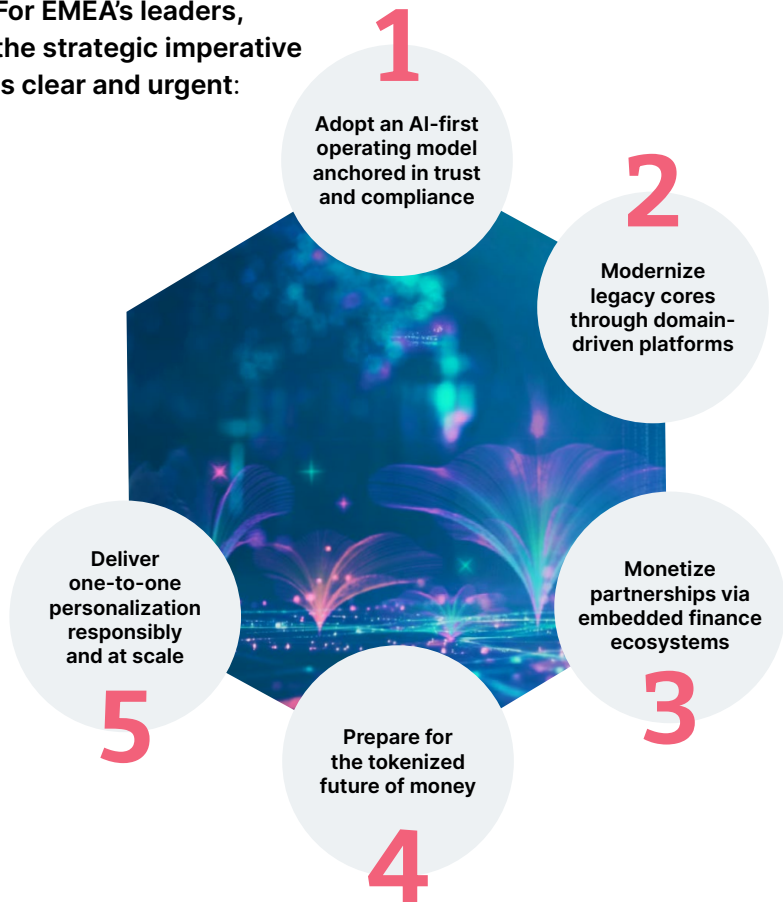 For EMEA's leaders,
the strategic imperative
is clear and urgent:
1
Adopt an AI-first
operating model
anchored in trust
and compliance
2
Modernize
legacy cores
through domain-
driven platforms
3
Monetize
partnerships via
embedded finance
ecosystems
4
Prepare for
the tokenized
future of money
5
Deliver
one-to-one
personalization
responsibly
and at scale